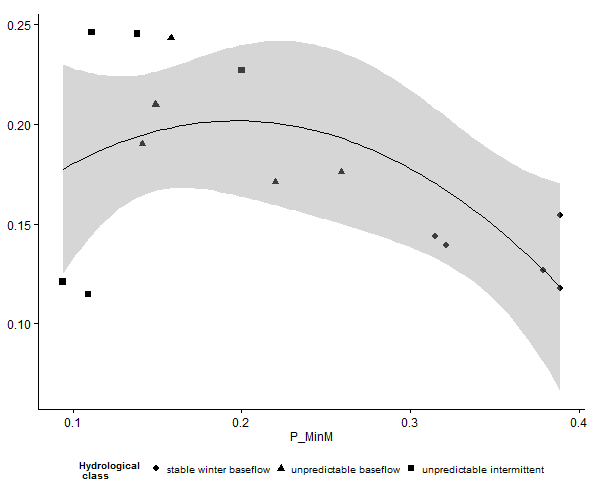 0.25
0.20
0.15
0.10
0.1 0.2 0.3 0.4
P_MinM
Hydrological
class
stable winter baseflow unpredictable baseflow unpredictable intermittent